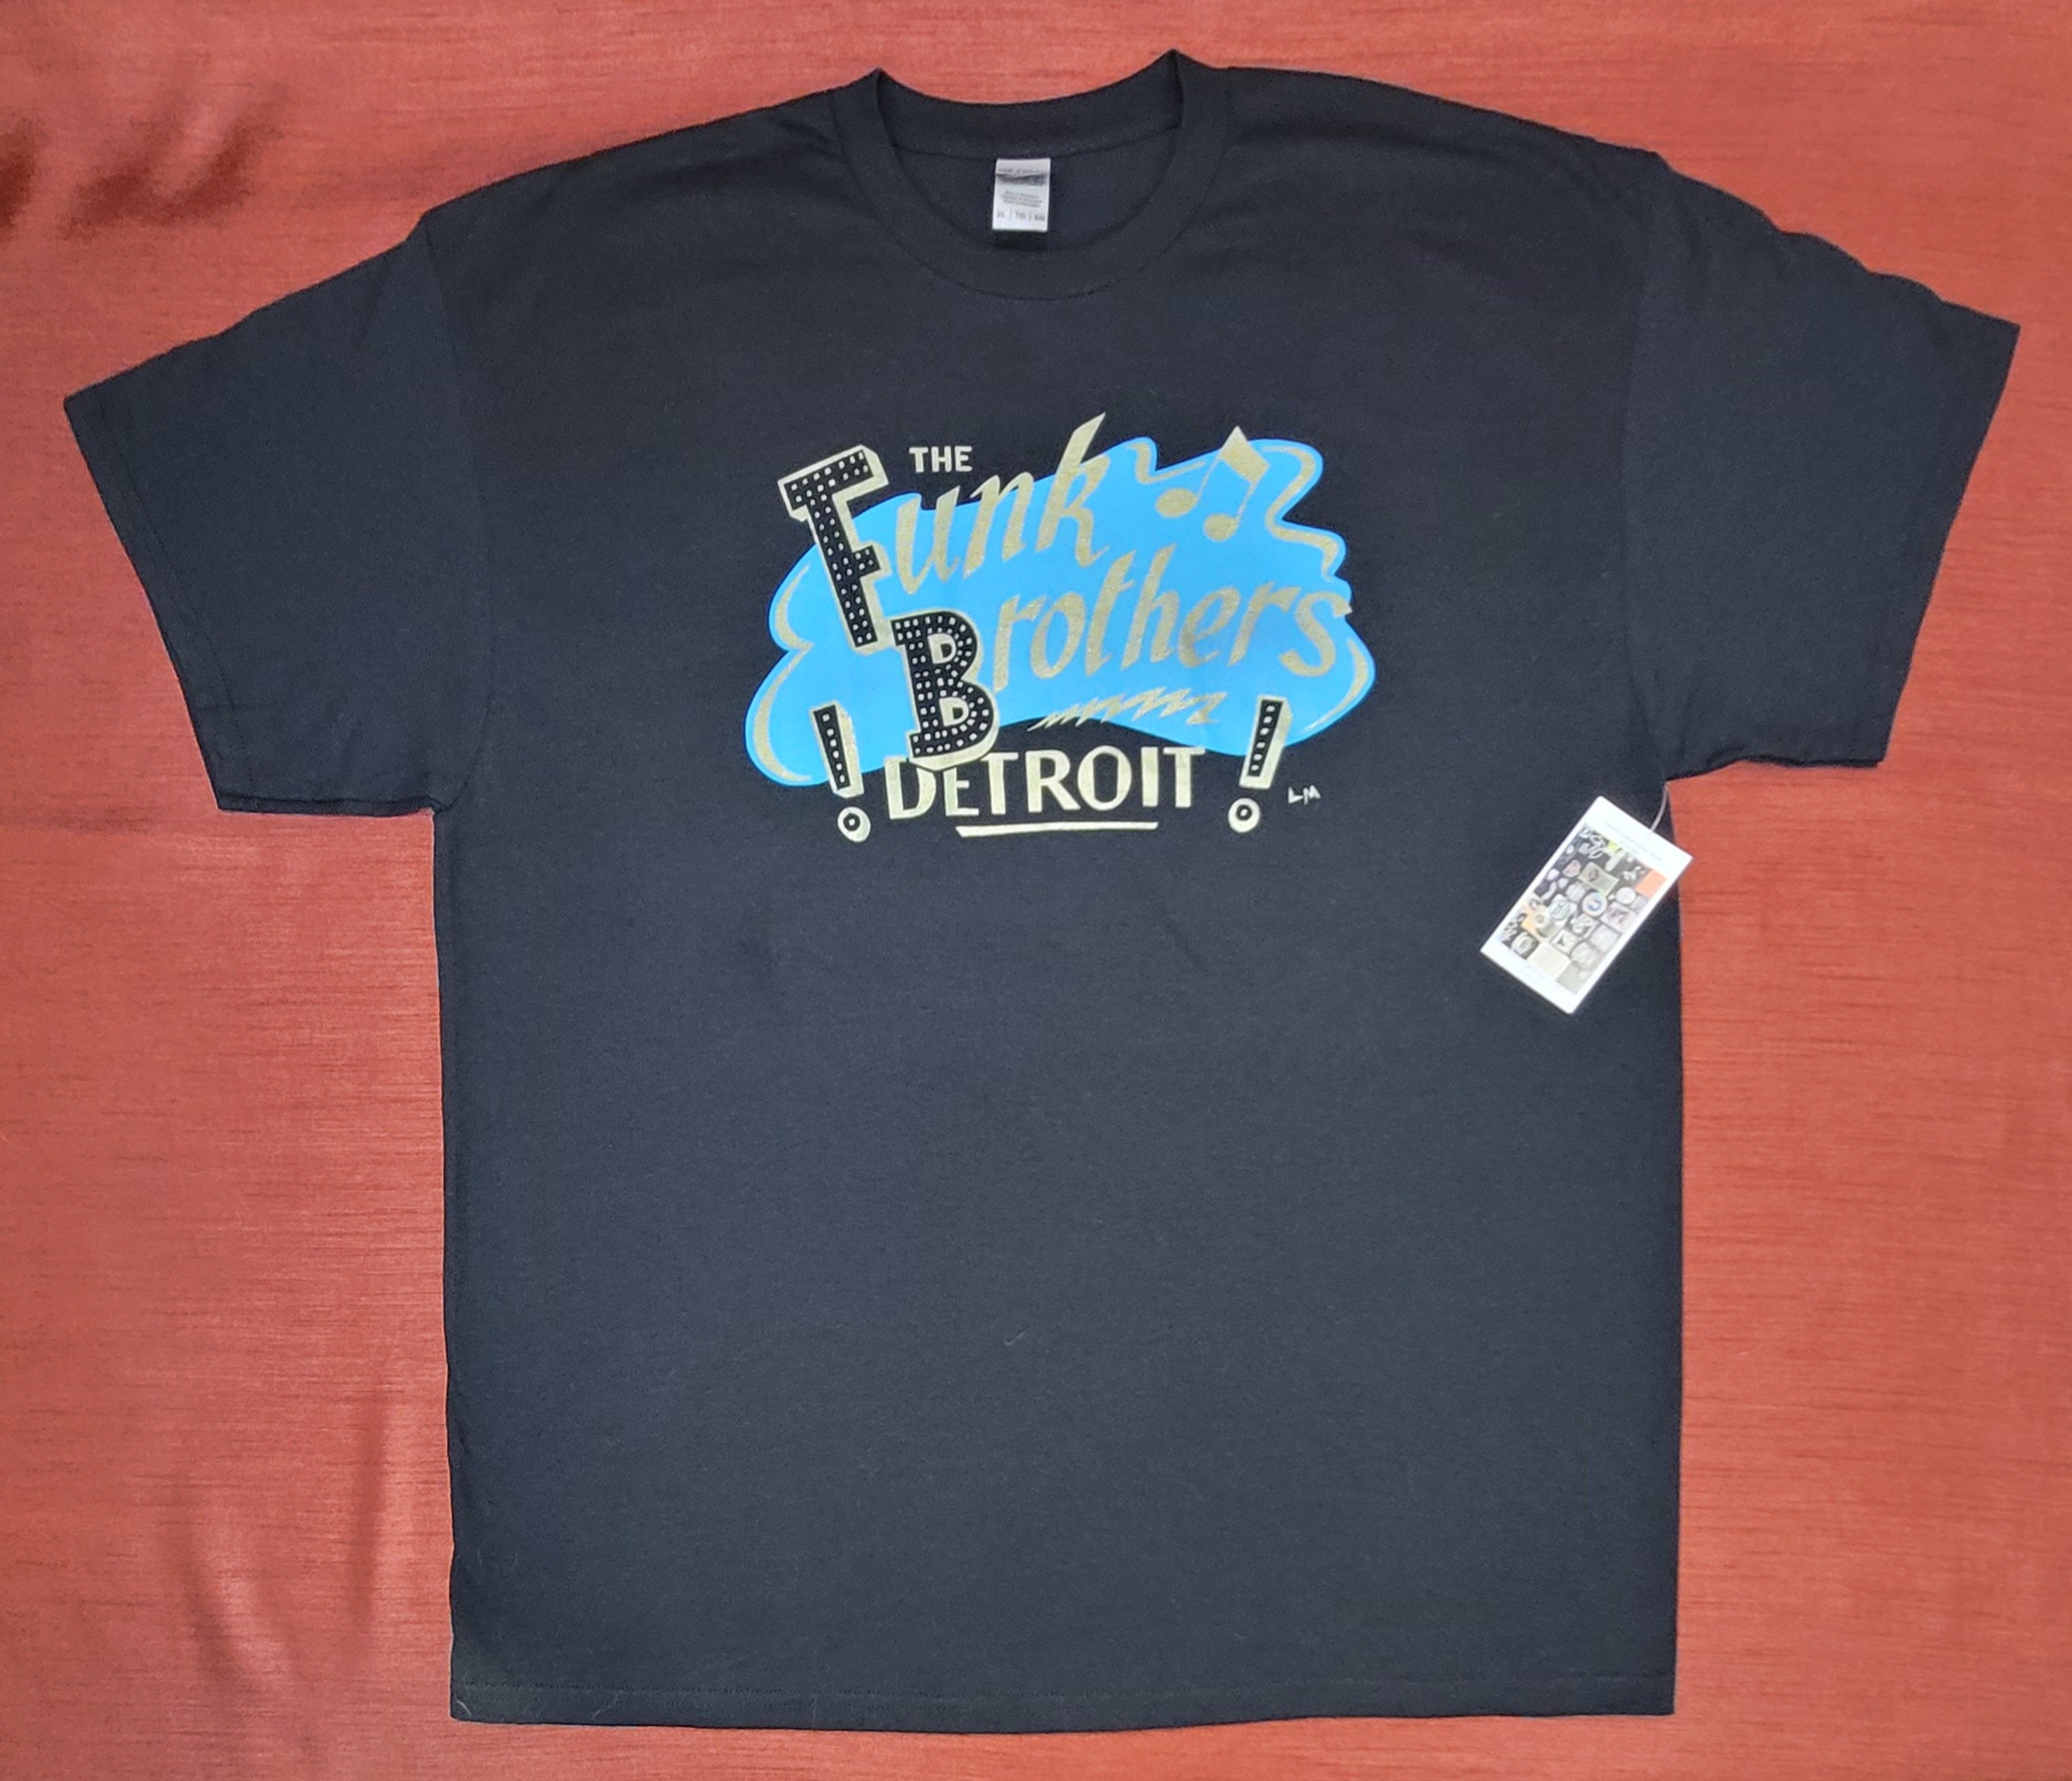 THE
Funk
Brothers
! DETROIT !
LM